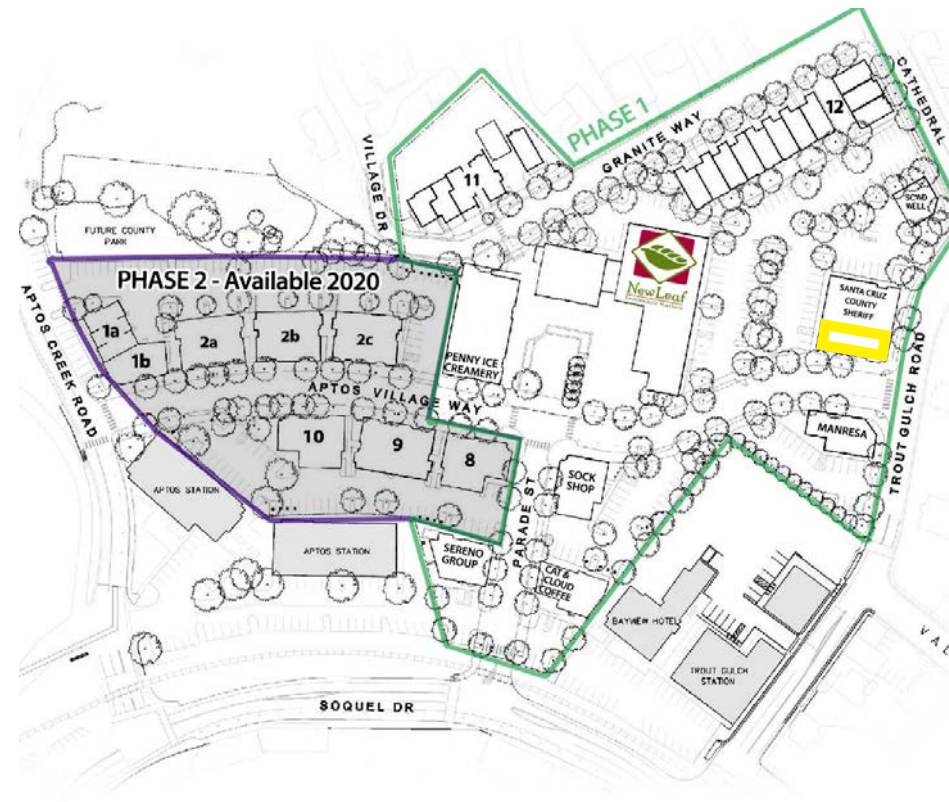 CATHEDRAL
PHASE 1
GRANITE WAY
12
VILLAGE DR
11
SCWD
WELL
FUTURE COUNTY
PARK
NewLeaf
PHASE 2 - Available 2020
SANTA CRUZ
COUNTY
SHERIFF
APTOS CREEK ROAD
1a
1b
2a
2b
2c
PENNY ICE
CREAMERY
TROUT GULCH ROAD
APTOS VILLAGE WAY
10
9
8
MANRESA
SOCK
SHOP
APTOS STATION
PARADE ST
APTOS STATION
SERENO
GROUP
CAT &
CLOUD
COFFEE
BAYVIEW HOTEL
TROUT GULCH
STATION
SOQUEL DR